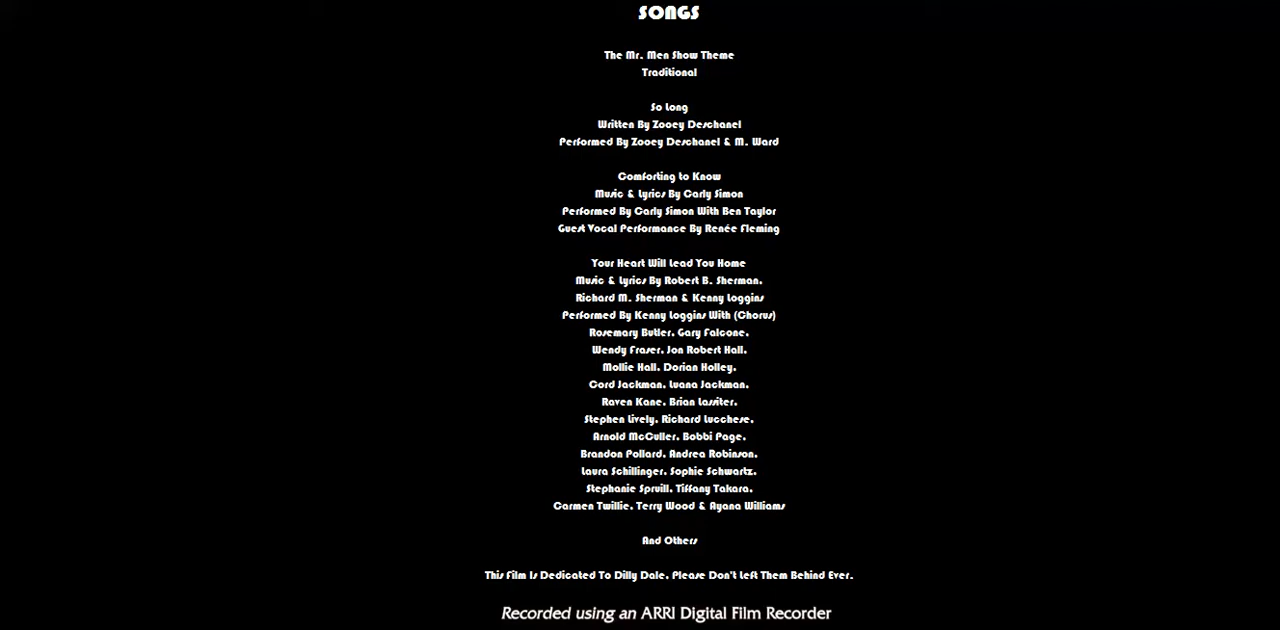 SONGS
The Mr. Men Show Theme
Traditional
So Long
Written By Zooey Deschanel
Performed By Zooey Deschanel & M. Ward
Comforting to Know
Music & Lyrics By Carly Simon
Performed By Carly Simon With Ben Taylor
Guest Vocal Performance By Renée Fleming
Your Heart Will Lead You Home
Music & Lyrics By Robert B. Sherman,
Richard M. Sherman & Kenny Loggins
Performed By Kenny Loggins With (Chorus)
Rosemary Butler, Gary Falcone,
Wendy Fraser, Jon Robert Hall,
Mollie Hall, Dorian Holley,
Cord Jackman, Luana Jackman,
Raven Kane, Brian Lassiter,
Stephen Lively, Richard Lucchese,
Arnold McCuller, Bobbi Page,
Brandon Pollard, Andrea Robinson,
Laura Schillinger, Sophie Schwartz,
Stephanie Spruill, Tiffany Takara,
Carmen Twillie, Terry Wood & Ayana Williams
And Others
This Film Is Dedicated To Dilly Dale, Please Don't Left Them Behind Ever.
Recorded using an ARRI Digital Film Recorder